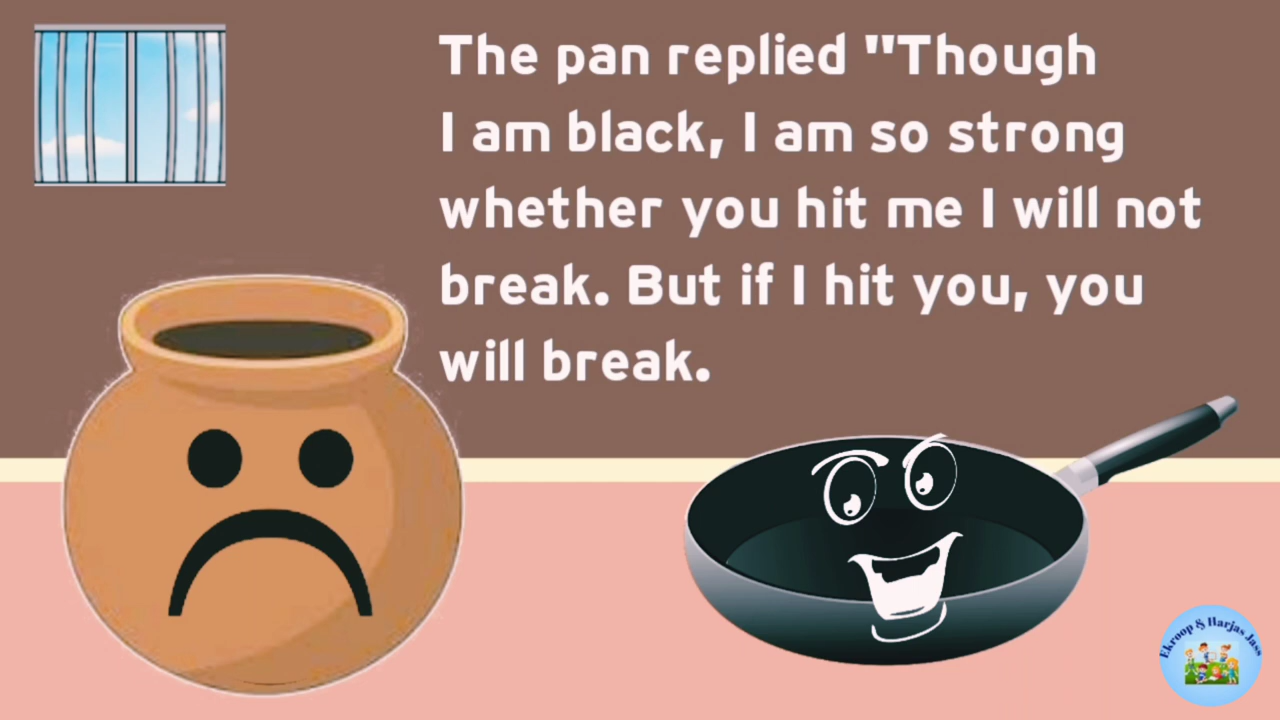 The pan replied "Though
I am black, I am so strong
whether you hit me I will not
break. But if I hit you, you
will break.
Ekroop & Harjas Jass